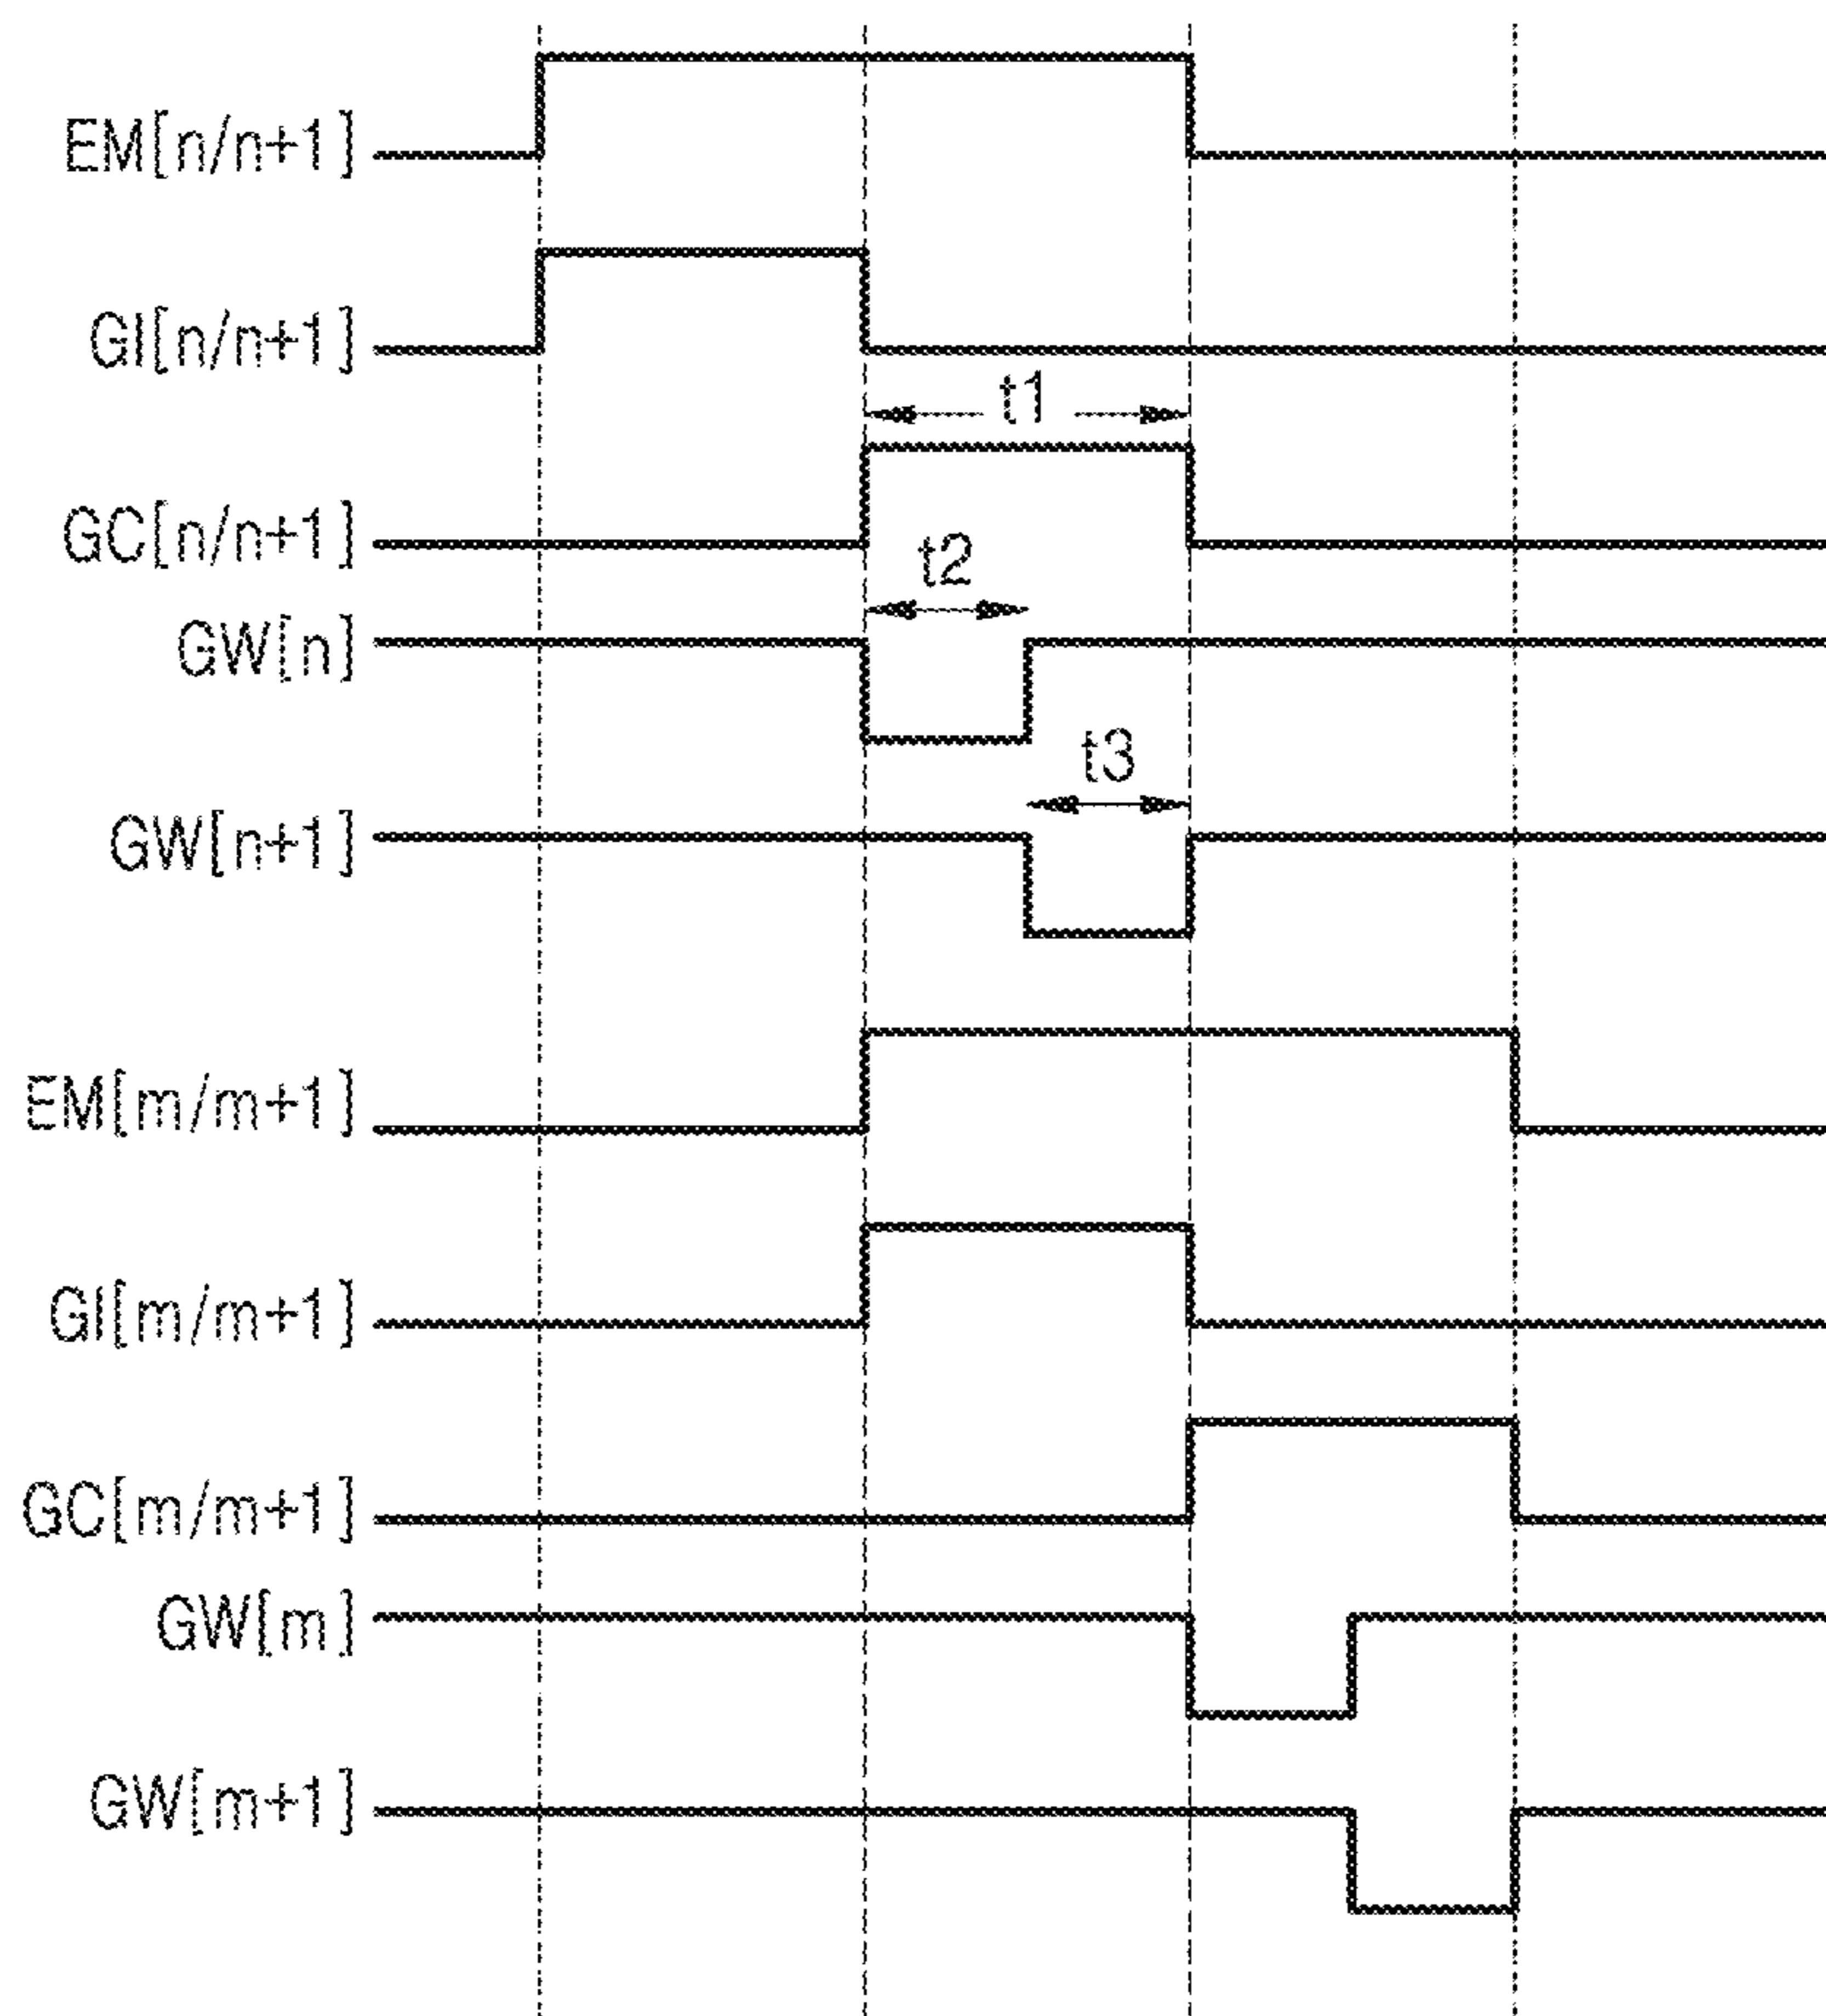 EM[n/n+1]
GI[n/n+1]
t1
GC[n/n+1]
t2
GW[n]
t3
GW[n+1]
EM[m/m+1]
GI[m/m+1]
GC[m/m+1]
GW[m]
GW[m+1]